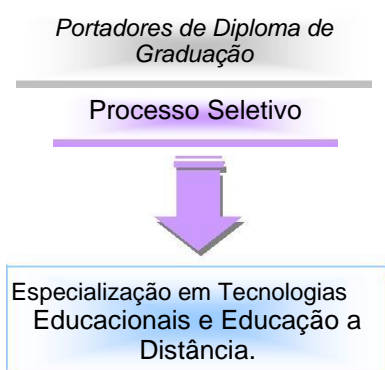 Portadores de Diploma de
Graduação
Processo Seletivo
Especialização em Tecnologias
Educacionais e Educação a
Distância.